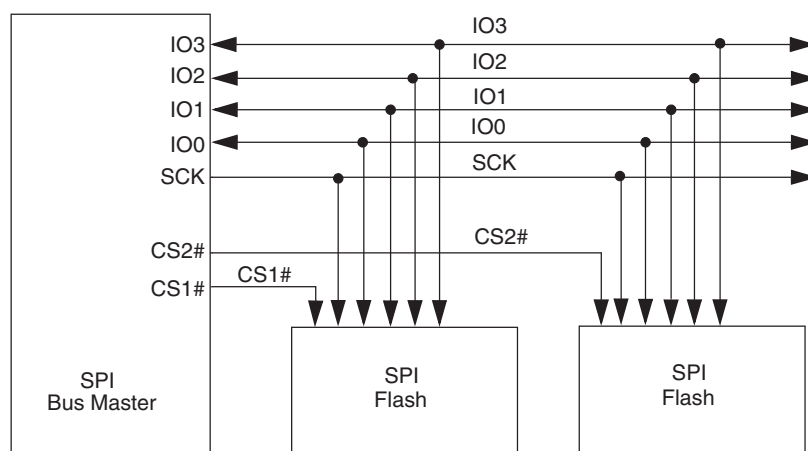 IO3
IO3
IO2
IO2
IO1
IO1
IO0
IO0
SCK
SCK
CS2#
CS2#
CS1#
CS1#
SPI
Bus Master
SPI
Flash
SPI
Flash